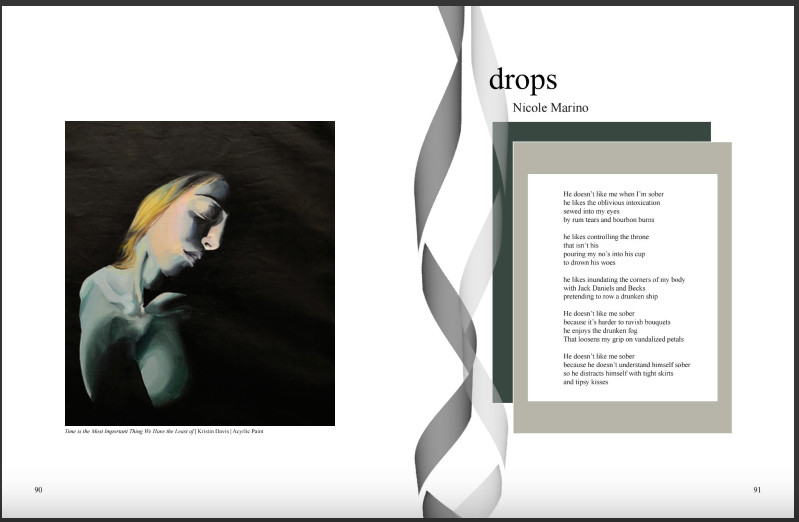 drops
Nicole Marino
He doesn't like me when I'm sober
he likes the oblivious intoxication
sewed into my eyes
by rum tears and bourbon burns
he likes controlling the throne
that isn't his
pouring my no's into his cup
to drown his woes
he likes inundating the corners of my body
with Jack Daniels and Becks
pretending to row a drunken ship
He doesn't like me sober
because it's harder to ravish bouquets
he enjoys the drunken fog
That loosens my grip on vandalized petals
He doesn't like me sober
because he doesn't understand himself sober
so he distracts himself with tight skirts
and tipsy kisses
Time is the Most Important Thing We Have the Least of | Kristin Davis | Acyrlic Paint
90
91